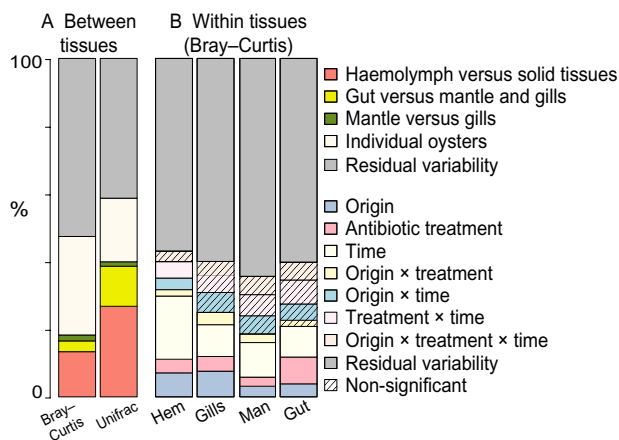 A Between tissues
B Within tissues (Bray–Curtis)
100
%
0
Bray–Curtis
Unifrac
Hem
Gills
Man
Gut
Haemolymph versus solid tissues
Gut versus mantle and gills
Mantle versus gills
Individual oysters
Residual variability
Origin
Antibiotic treatment
Time
Origin × treatment
Origin × time
Treatment × time
Origin × treatment × time
Residual variability
Non-significant